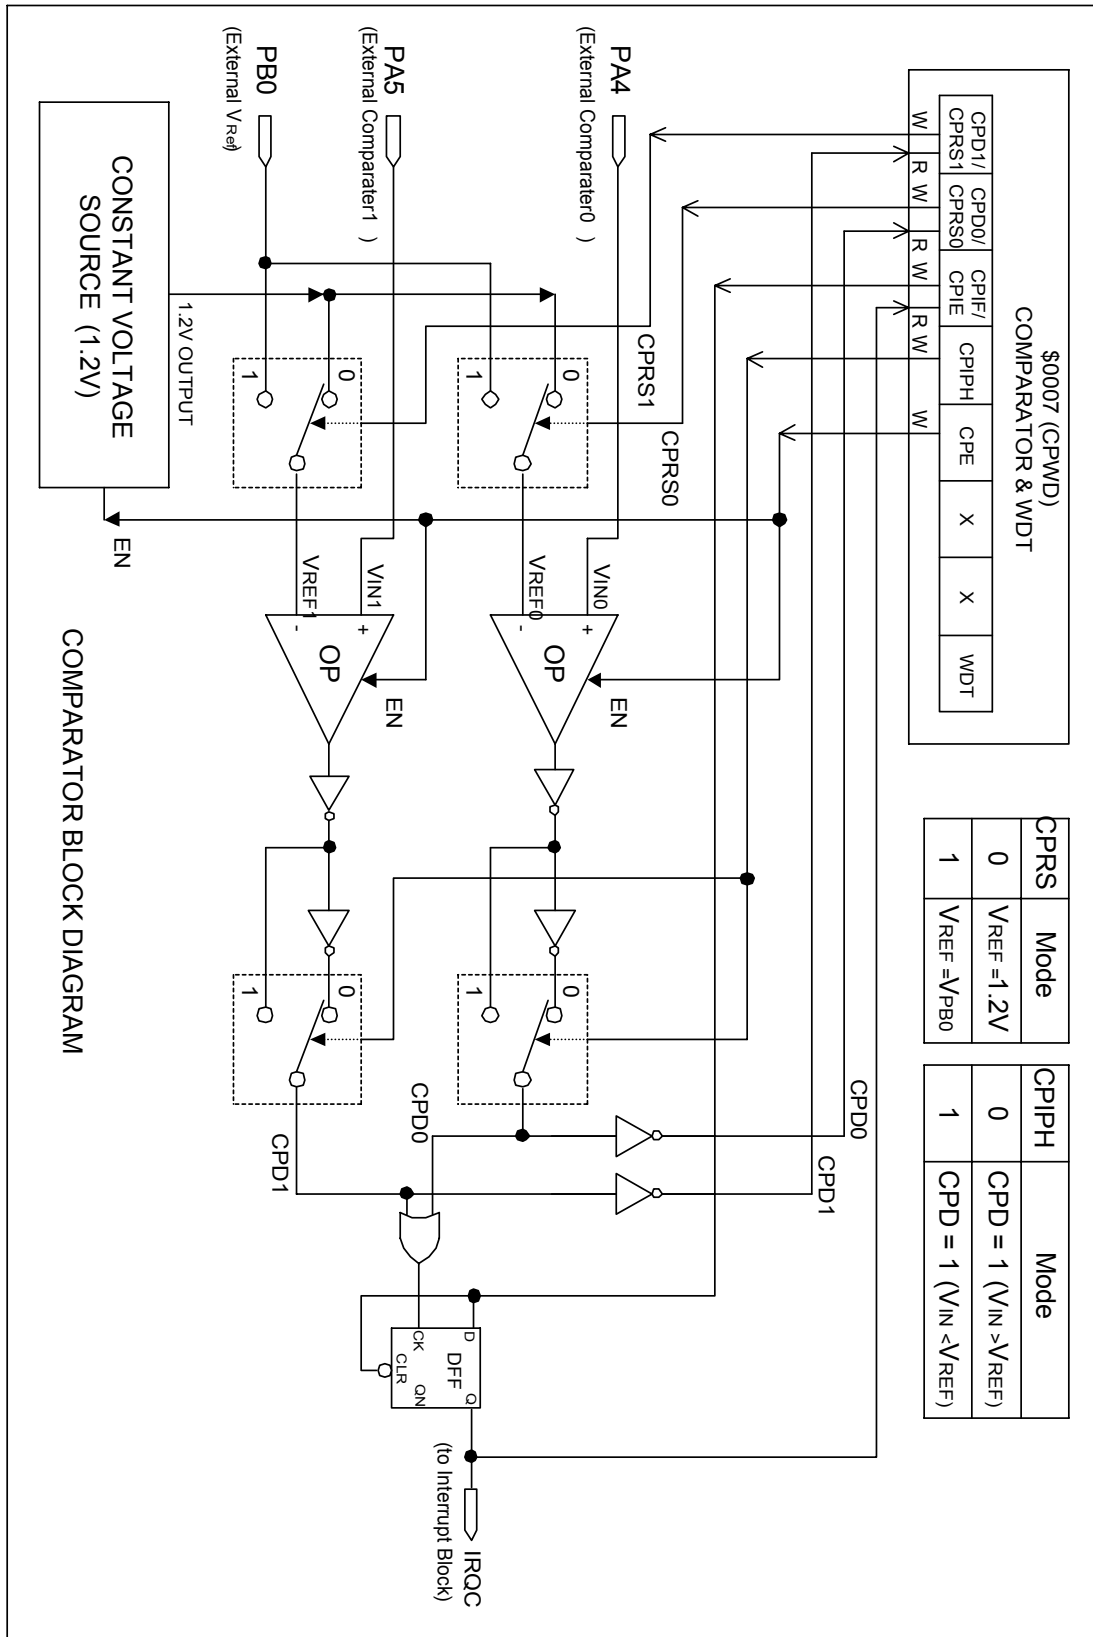 $0007 (CPWD)
COMPARATOR & WDT
CPD1/
CPRS1
CPD0/
CPRS0
CPIF/
CPIE
CPIPH
CPE
X
X
WDT
W
R
W
R
W
R
W
W
CPRS
Mode
0
VREF =1.2V
1
VREF =VPB0
CPIPH
Mode
0
CPD = 1 (VIN >VREF)
1
CPD = 1 (VIN <VREF)
PA4
(External Comparater0 )
PA5
(External Comparater1 )
PB0
(External VRef)
CONSTANT VOLTAGE
SOURCE (1.2V)
1.2V OUTPUT
EN
CPRS1
CPRS0
0
1
0
1
VIN0
VREF0
+
-
OP
EN
VIN1
VREF1
+
-
OP
EN
0
1
0
1
CPD0
CPD1
CPD0
CPD1
D
CK
DFF
CLR
QN
Q
IRQC
(to Interrupt Block)
COMPARATOR BLOCK DIAGRAM